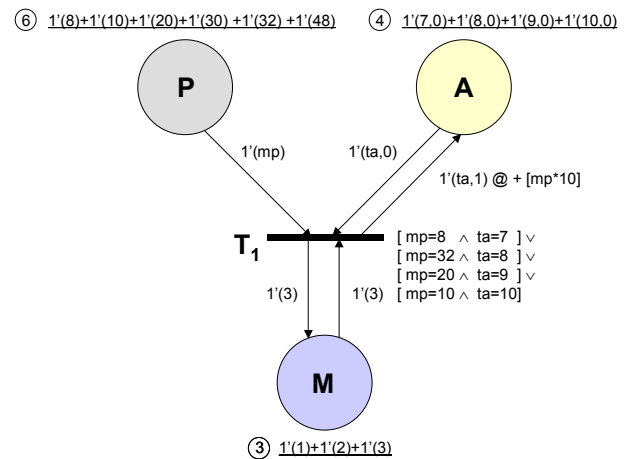 6 1'(8)+1'(10)+1'(20)+1'(30) +1'(32) +1'(48)
4 1'(7,0)+1'(8,0)+1'(9,0)+1'(10,0)
P
A
1'(mp)
1'(ta,0)
1'(ta,1) @ + [mp*10]
T1
[ mp=8 ∧ ta=7 ] ∨
[ mp=32 ∧ ta=8 ] ∨
[ mp=20 ∧ ta=9 ] ∨
[ mp=10 ∧ ta=10]
1'(3)
1'(3)
M
3 1'(1)+1'(2)+1'(3)